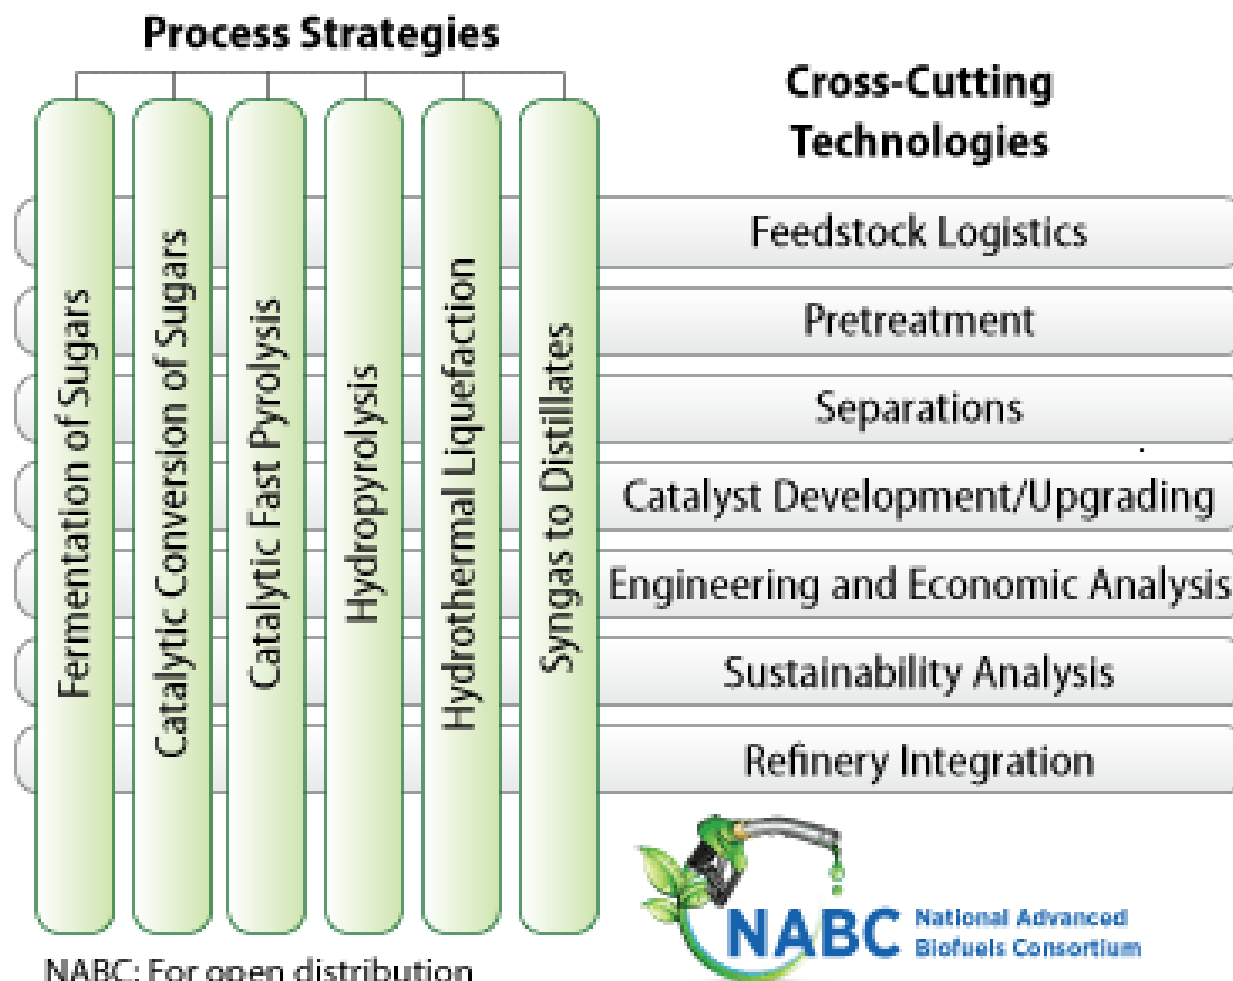 Process Strategies
Cross-Cutting
Technologies
Fermentation of Sugars
Catalytic Conversion of Sugars
Catalytic Fast Pyrolysis
Hydropyrolysis
Hydrothermal Liquefaction
Syngas to Distillates
Feedstock Logistics
Pretreatment
Separations
Catalyst Development/Upgrading
Engineering and Economic Analysis
Sustainability Analysis
Refinery Integration
NABC National Advanced
Biofuels Consortium
NABC: For open distribution